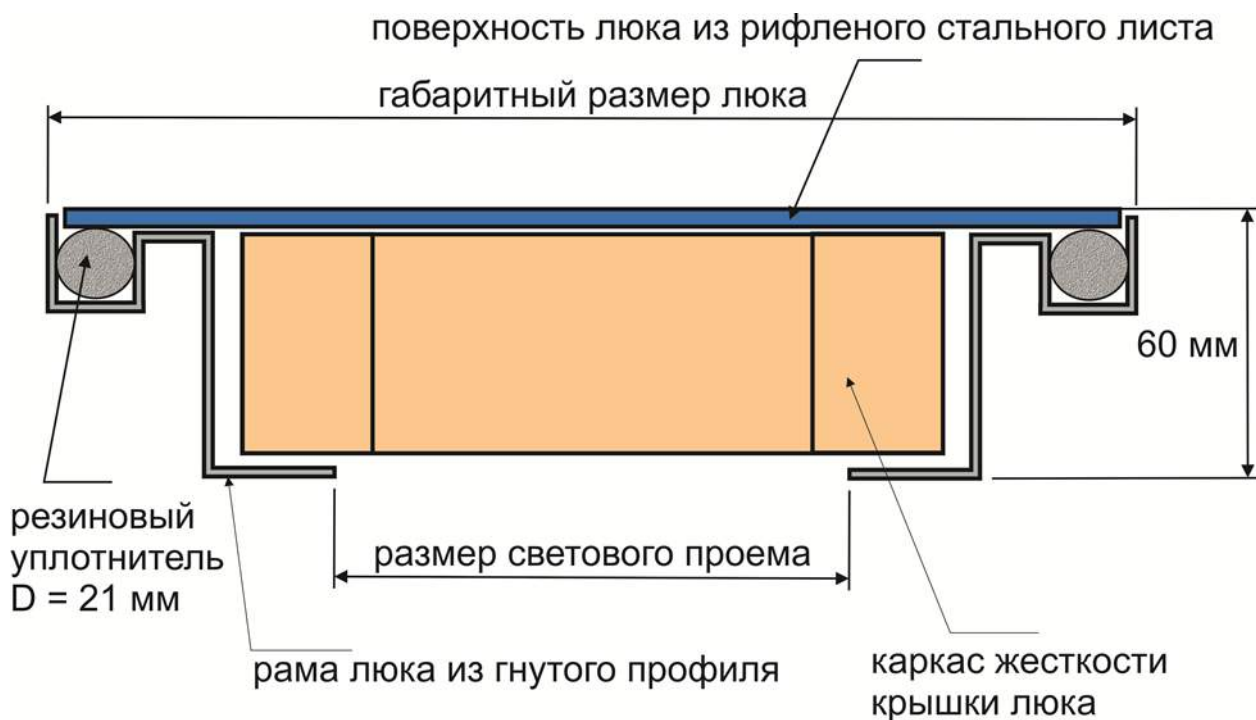 поверхность люка из рифленого стального листа
габаритный размер люка
60 мм
резиновый
уплотнитель
D = 21 мм
размер светового проема
рама люка из гнутого профиля
каркас жесткости
крышки люка